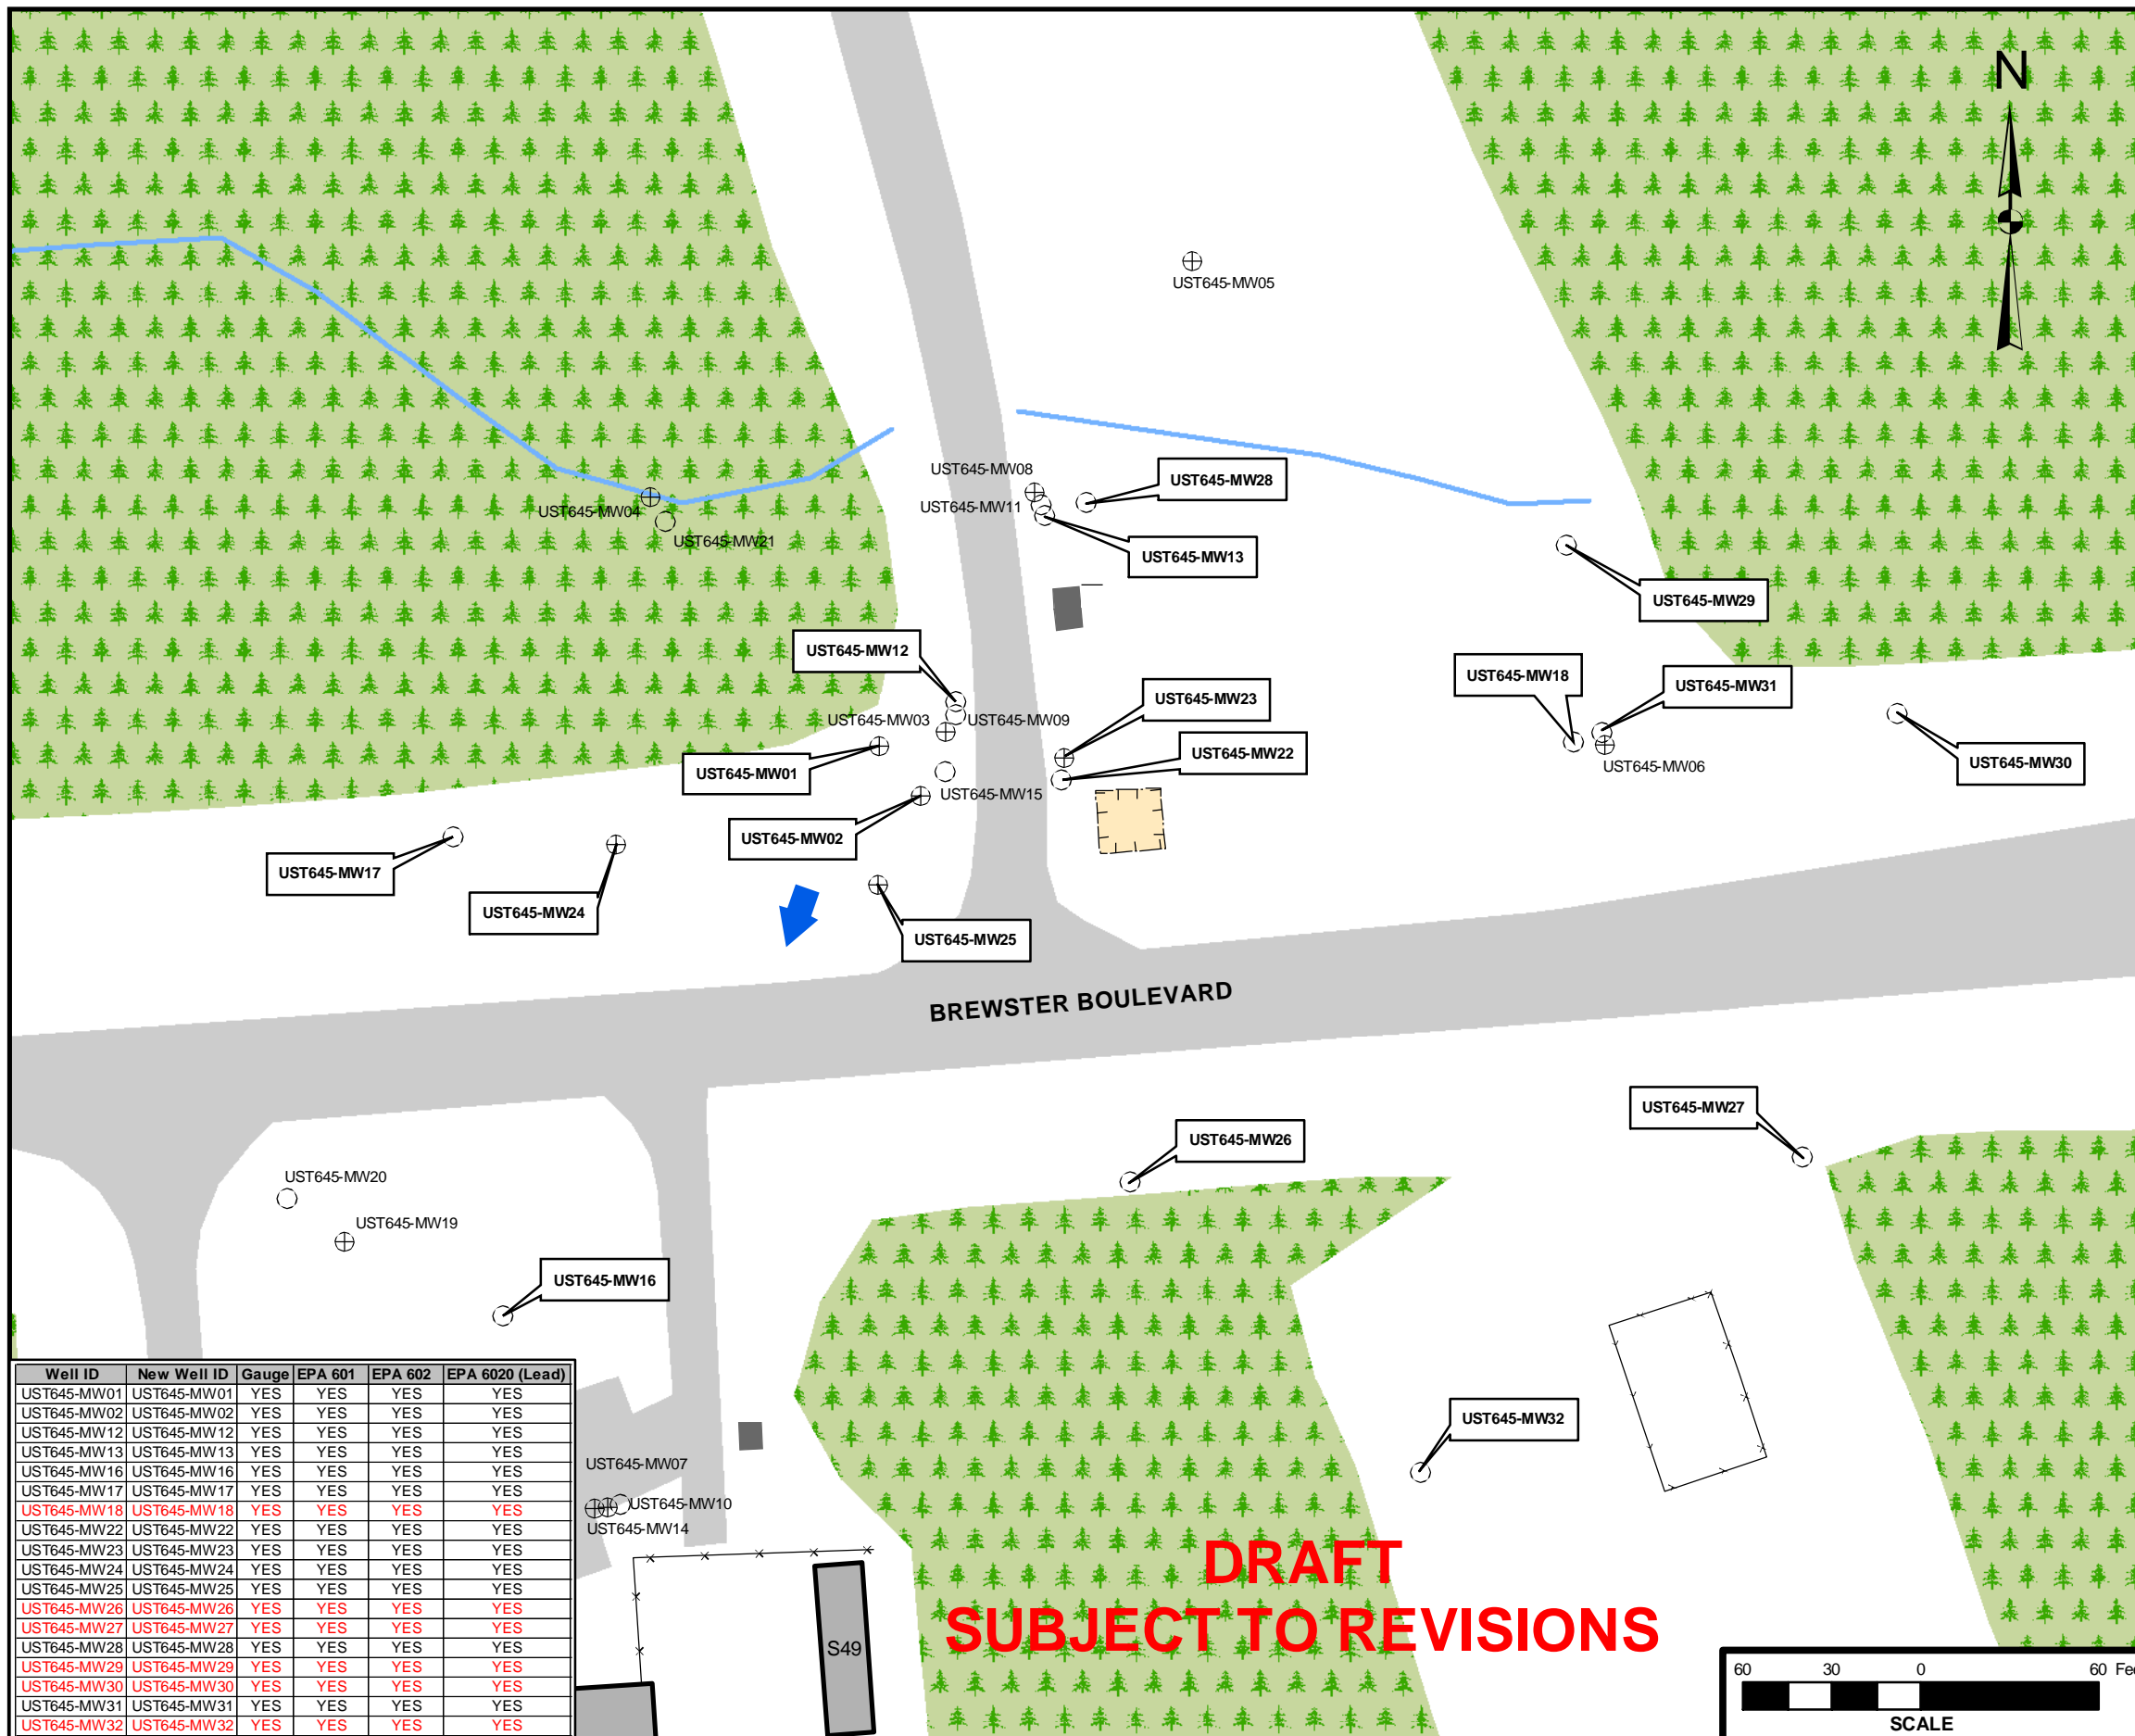 N
UST645-MW05
UST645-MW08
UST645-MW28
UST645-MW11
UST645-MW04
UST645-MW21
UST645-MW13
UST645-MW29
UST645-MW12
UST645-MW18
UST645-MW31
UST645-MW23
UST645-MW03
UST645-MW09
UST645-MW22
UST645-MW01
UST645-MW06
UST645-MW30
UST645-MW15
UST645-MW02
UST645-MW17
UST645-MW24
UST645-MW25
BREWSTER BOULEVARD
UST645-MW27
UST645-MW26
UST645-MW20
UST645-MW19
UST645-MW16
UST645-MW32
Well ID New Well ID Gauge EPA 601 EPA 602 EPA 6020 (Lead)
UST645-MW01 UST645-MW01 YES YES YES YES
UST645-MW02 UST645-MW02 YES YES YES YES
UST645-MW12 UST645-MW12 YES YES YES YES
UST645-MW13 UST645-MW13 YES YES YES YES
UST645-MW16 UST645-MW16 YES YES YES YES
UST645-MW17 UST645-MW17 YES YES YES YES
UST645-MW18 UST645-MW18 YES YES YES YES
UST645-MW22 UST645-MW22 YES YES YES YES
UST645-MW23 UST645-MW23 YES YES YES YES
UST645-MW24 UST645-MW24 YES YES YES YES
UST645-MW25 UST645-MW25 YES YES YES YES
UST645-MW26 UST645-MW26 YES YES YES YES
UST645-MW27 UST645-MW27 YES YES YES YES
UST645-MW28 UST645-MW28 YES YES YES YES
UST645-MW29 UST645-MW29 YES YES YES YES
UST645-MW30 UST645-MW30 YES YES YES YES
UST645-MW31 UST645-MW31 YES YES YES YES
UST645-MW32 UST645-MW32 YES YES YES YES
UST645-MW07
UST645-MW10
UST645-MW14
S49
DRAFT
SUBJECT TO REVISIONS
60 30 0 60 Fee
SCALE